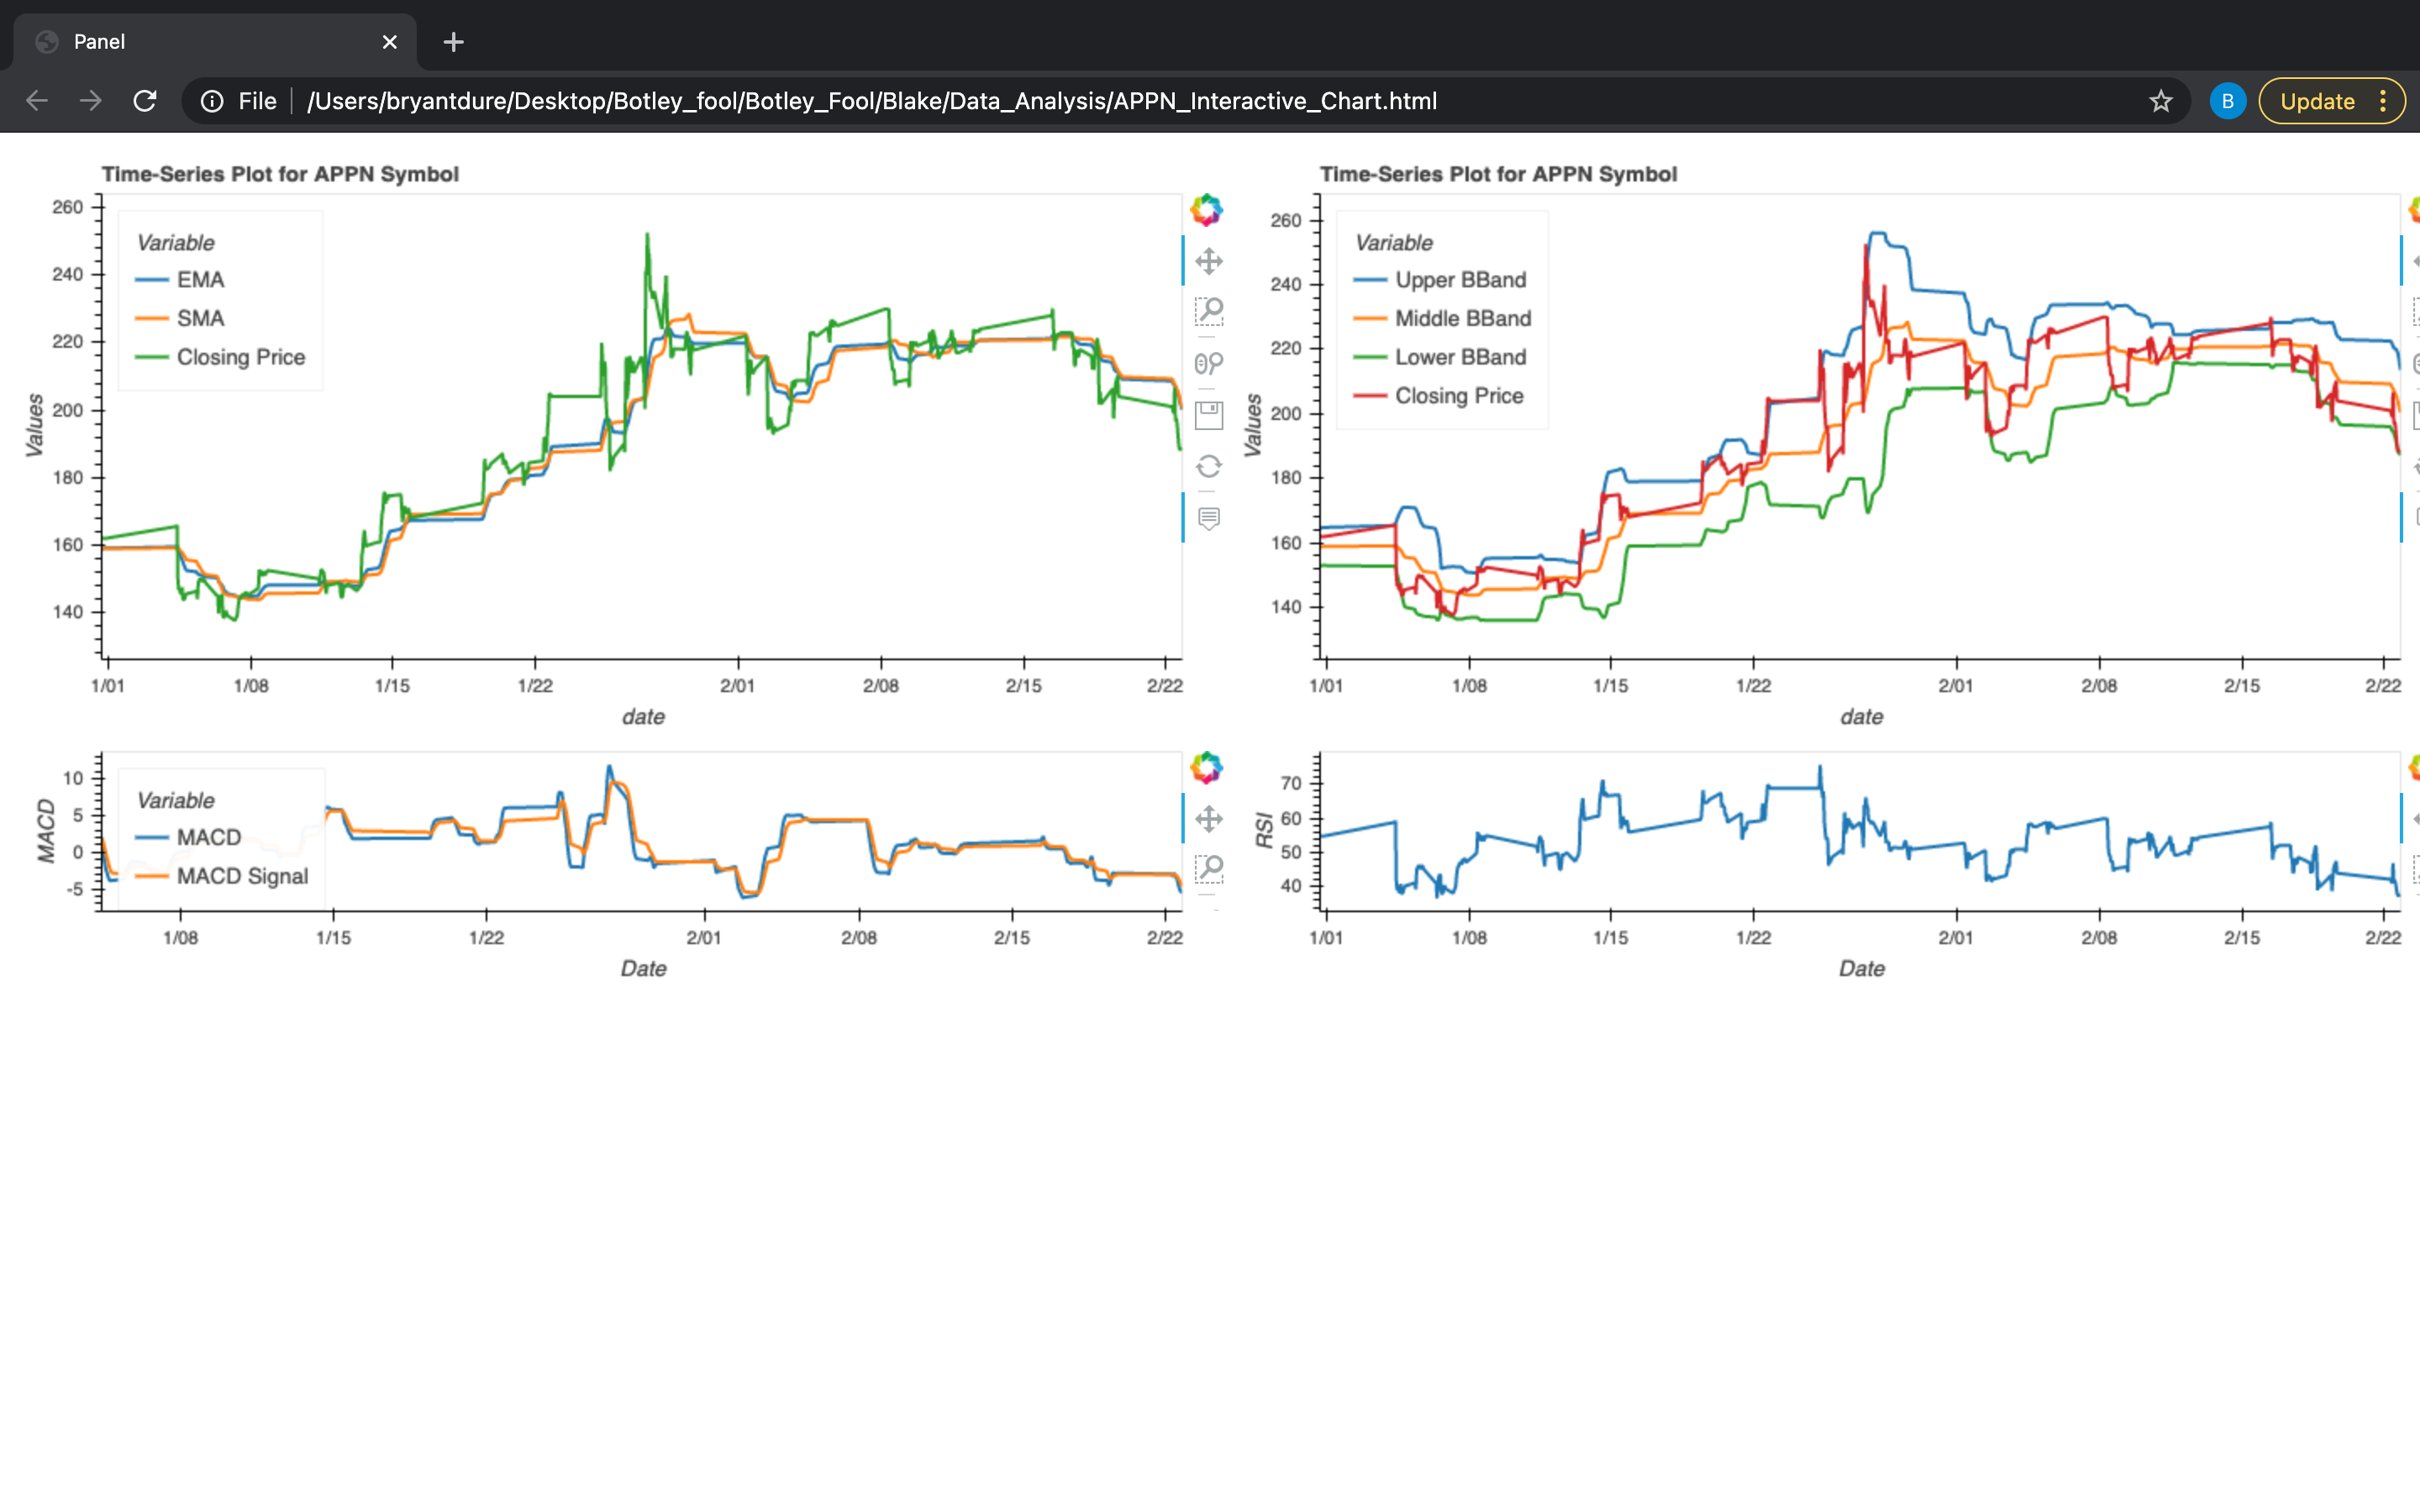 Panel
File
/Users/bryantdure/Desktop/Botley_fool/Botley_Fool/Blake/Data_Analysis/APPN_Interactive_Chart.html
B
Update
Time-Series Plot for APPN Symbol
260
240
220
200
180
160
140
Values
Variable
EMA
SMA
Closing Price
1/01 1/08 1/15 1/22 2/01 2/08 2/15 2/22
date
Time-Series Plot for APPN Symbol
260
240
220
200
180
160
140
Values
Variable
Upper BBand
Middle BBand
Lower BBand
Closing Price
1/01 1/08 1/15 1/22 2/01 2/08 2/15 2/22
date
10
5
0
-5
MACD
Variable
MACD
MACD Signal
1/08 1/15 1/22 2/01 2/08 2/15 2/22
Date
70
60
50
40
RSI
1/01 1/08 1/15 1/22 2/01 2/08 2/15 2/22
Date